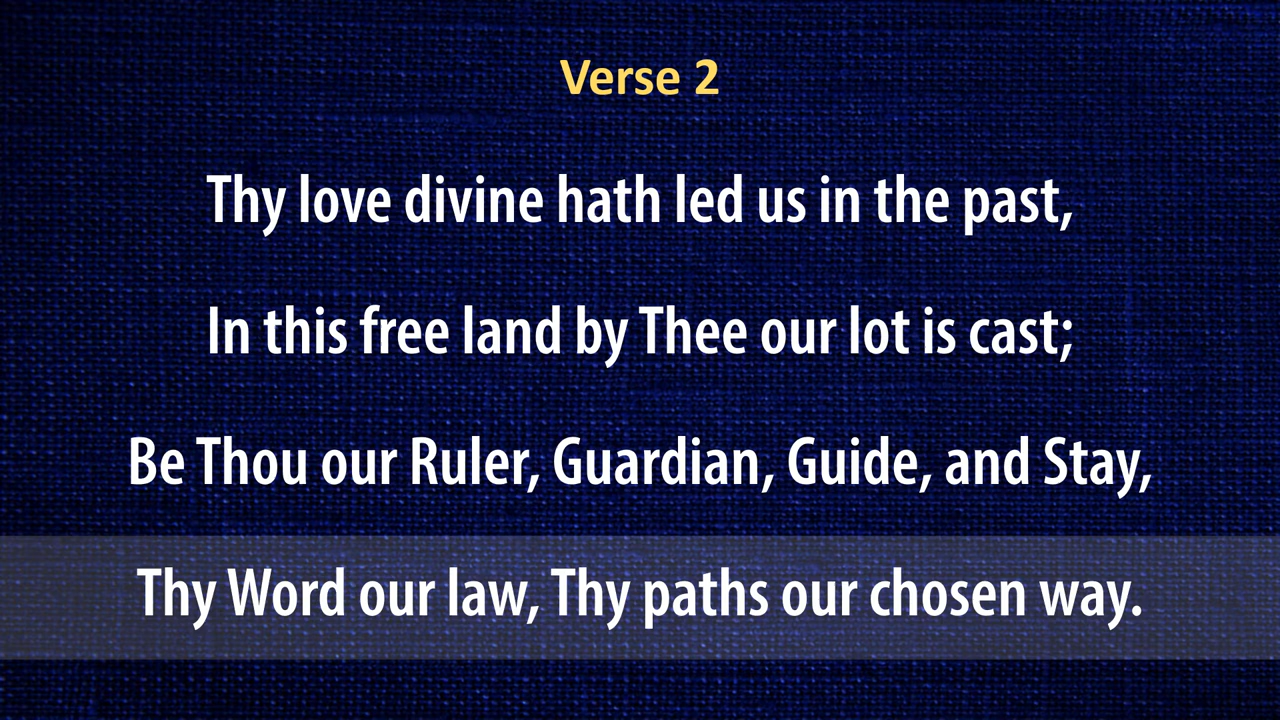 Verse 2
Thy love divine hath led us in the past,
In this free land by Thee our lot is cast;
Be Thou our Ruler, Guardian, Guide, and Stay,
Thy Word our law, Thy paths our chosen way.